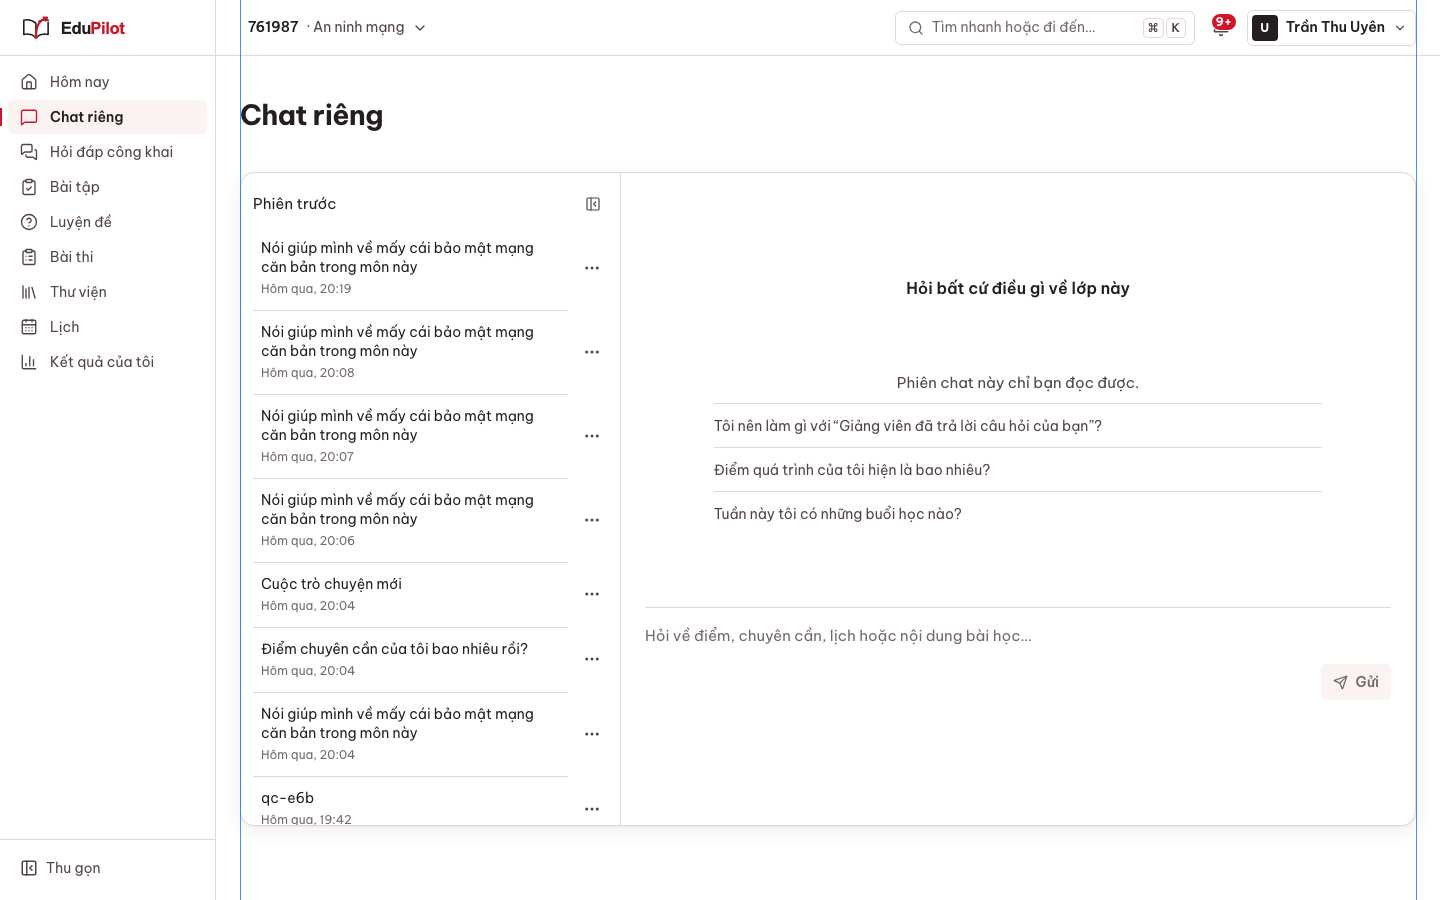 EduPilot
761987 · An ninh mạng
Tìm nhanh hoặc đi đến...
⌘ K
9+
U
Trần Thu Uyên
Hôm nay
Chat riêng
Hỏi đáp công khai
Bài tập
Luyện đề
Bài thi
Thư viện
Lịch
Kết quả của tôi
Thu gọn
Chat riêng
Phiên trước
Nói giúp mình về mấy cái bảo mật mạng
căn bản trong môn này
Hôm qua, 20:19
Nói giúp mình về mấy cái bảo mật mạng
căn bản trong môn này
Hôm qua, 20:08
Nói giúp mình về mấy cái bảo mật mạng
căn bản trong môn này
Hôm qua, 20:07
Nói giúp mình về mấy cái bảo mật mạng
căn bản trong môn này
Hôm qua, 20:06
Cuộc trò chuyện mới
Hôm qua, 20:04
Điểm chuyên cần của tôi bao nhiêu rồi?
Hôm qua, 20:04
Nói giúp mình về mấy cái bảo mật mạng
căn bản trong môn này
Hôm qua, 20:04
qc-e6b
Hôm qua, 19:42
Hỏi bất cứ điều gì về lớp này
Phiên chat này chỉ bạn đọc được.
Tôi nên làm gì với “Giảng viên đã trả lời câu hỏi của bạn”?
Điểm quá trình của tôi hiện là bao nhiêu?
Tuần này tôi có những buổi học nào?
Hỏi về điểm, chuyên cần, lịch hoặc nội dung bài học...
Gửi